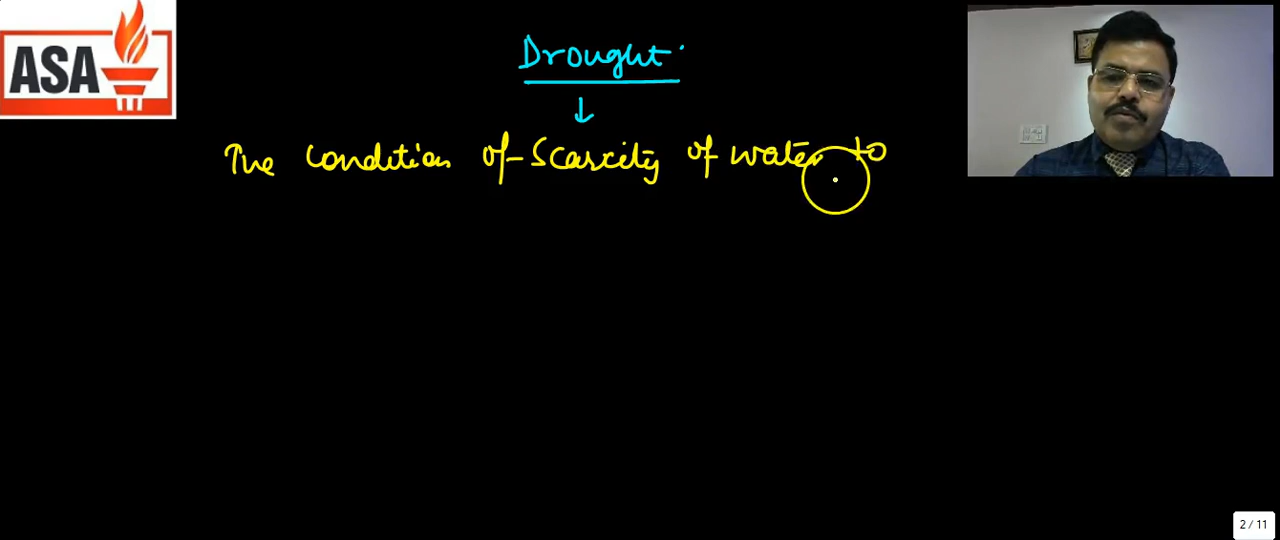 ASA
Drought
The condition of Scarcity of water to
2/11